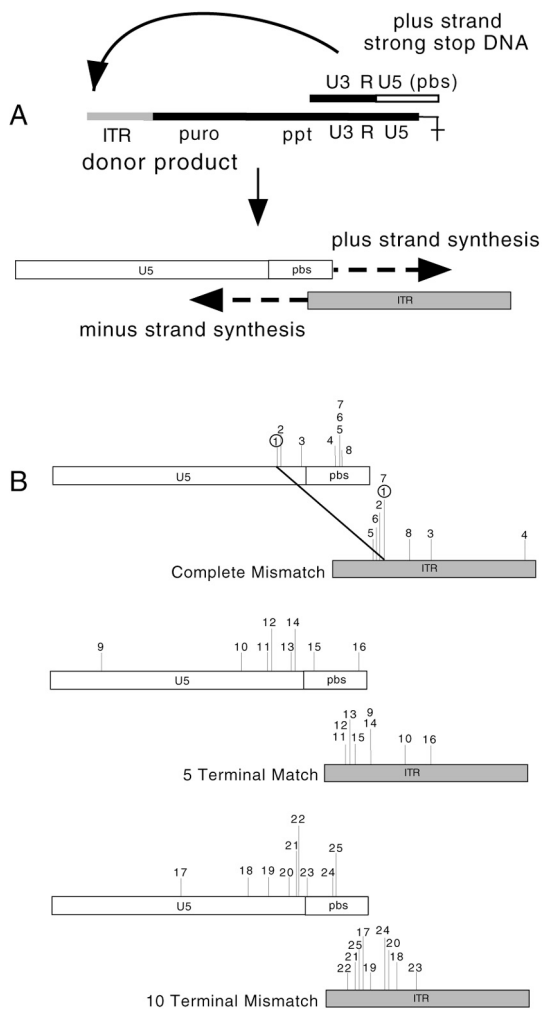 plus strand
strong stop DNA
U3 R U5 (pbs)
A
ITR puro ppt U3 R U5
donor product
plus strand synthesis
U5 pbs
ITR
minus strand synthesis
B
7
6
2 5
1 3 4 8
U5 pbs
7
1
2
6
5 8 3 4
ITR
Complete Mismatch
12 14
9 10 11 13 15 16
U5 pbs
13 9
12 14
11 15 10 16
ITR
5 Terminal Match
22
21 25
17 18 19 20 23 24
U5 pbs
17 24
25 20
21 18
22 19 23
ITR
10 Terminal Mismatch